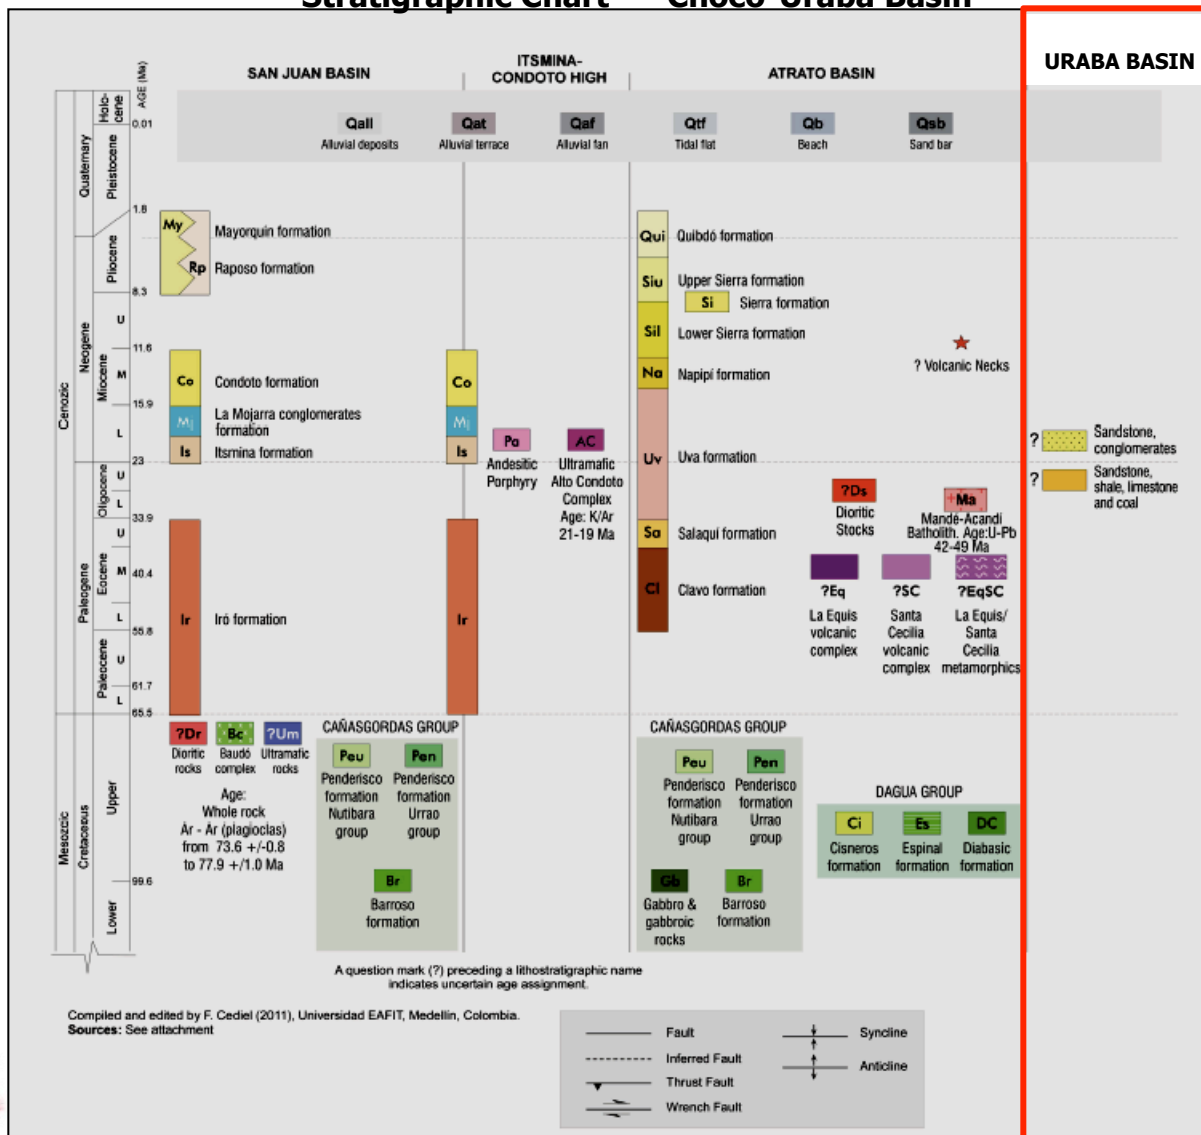 Stratigraphic Chart Choco-Uraba Basin
URABA BASIN
SAN JUAN BASIN
ITSMINA-
CONDOTO HIGH
ATRATO BASIN
AGE (Ma)
Holo-
cene
Quaternary
Pleistocene
Cenozic
Neogene
Pliocene
Miocene
U
M
L
Paleogene
Oligocene
U
L
Eocene
U
M
L
Paleocene
U
L
Mesozoic
Cretaceous
Upper
Lower
0.01
1.8
8.3
11.6
15.9
23
33.9
40.4
55.8
61.7
65.5
99.6
Qall
Alluvial deposits
Qat
Alluvial terrace
Qaf
Alluvial fan
Qtf
Tidal flat
Qb
Beach
Qsb
Sand bar
My
Mayorquin formation
Rp
Raposo formation
Co
Condoto formation
Mj
La Mojarra conglomerates
formation
Is
Itsmina formation
Ir
Iró formation
Co
Mj
Is
Ir
Pa
Andesitic
Porphyry
AC
Ultramafic
Alto Condoto
Complex
Age: K/Ar
21-19 Ma
Qui
Quibdó formation
Siu
Upper Sierra formation
Si
Sierra formation
Sil
Lower Sierra formation
Na
Napipí formation
Uv
Uva formation
Sa
Salaquí formation
Cl
Clavo formation
? Volcanic Necks
?Ds
Dioritic
Stocks
+Ma
Mandé-Acandi
Batholith. Age:U-Pb
42-49 Ma
?Eq
La Equis
volcanic
complex
?SC
Santa
Cecilia
volcanic
complex
?EqSC
La Equis/
Santa
Cecilia
metamorphics
?
Sandstone,
conglomerates
?
Sandstone,
shale, limestone
and coal
?Dr
Dioritic
rocks
Bc
Baudó
complex
?Um
Ultramafic
rocks
Age:
Whole rock
Ar - Ar (plagioclas)
from 73.6 +/-0.8
to 77.9 +/1.0 Ma
CAÑASGORDAS GROUP
Peu
Penderisco
formation
Nutibara
group
Pen
Penderisco
formation
Urrao
group
Br
Barroso
formation
CAÑASGORDAS GROUP
Peu
Penderisco
formation
Nutibara
group
Pen
Penderisco
formation
Urrao
group
Gb
Gabbro &
gabbroic
rocks
Br
Barroso
formation
DAGUA GROUP
Ci
Cisneros
formation
Es
Espinal
formation
DC
Diabasic
formation
A question mark (?) preceding a lithostratigraphic name
indicates uncertain age assignment.
Compiled and edited by F. Cediel (2011), Universidad EAFIT, Medellín, Colombia.
Sources: See attachment
Fault
Inferred Fault
Thrust Fault
Wrench Fault
Syncline
Anticline